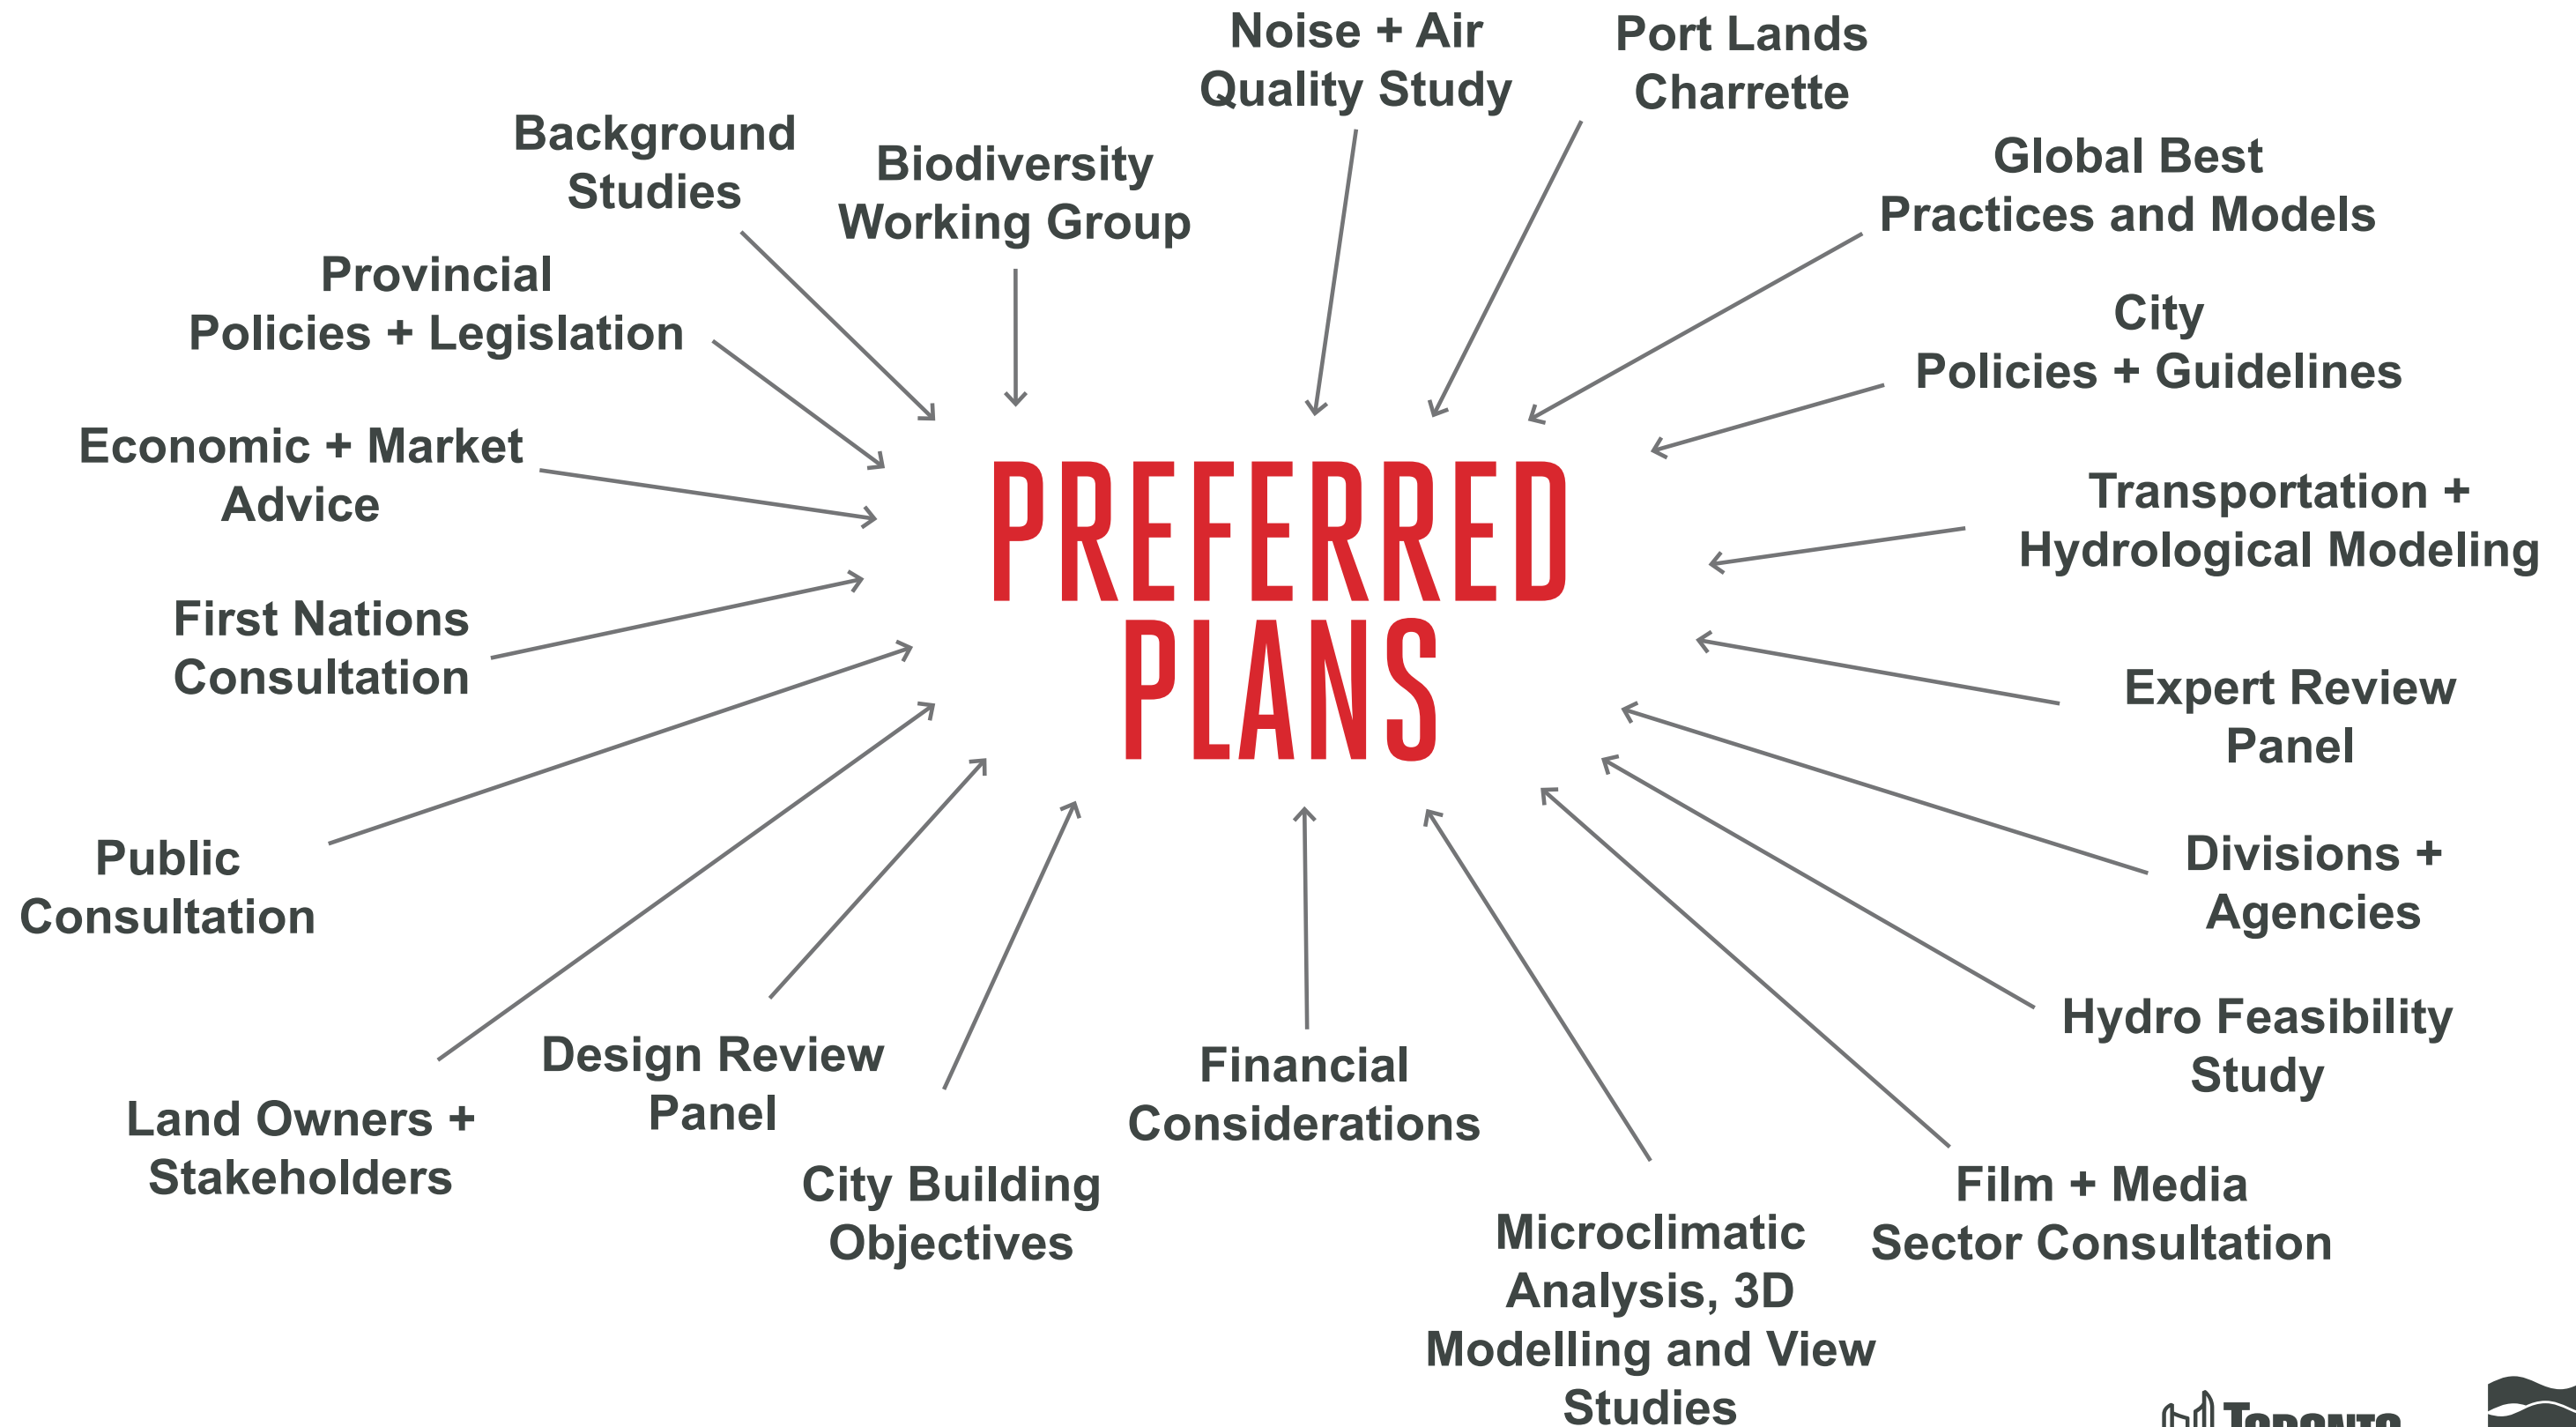 Noise + Air
Quality Study
Port Lands
Charrette
Background
Studies
Biodiversity
Working Group
Global Best
Practices and Models
Provincial
Policies + Legislation
City
Policies + Guidelines
Economic + Market
Advice
PREFERRED
PLANS
Transportation +
Hydrological Modeling
First Nations
Consultation
Expert Review
Panel
Public
Consultation
Divisions +
Agencies
Hydro Feasibility
Study
Design Review
Panel
Financial
Considerations
Land Owners +
Stakeholders
City Building
Objectives
Film + Media
Sector Consultation
Microclimatic
Analysis, 3D
Modelling and View
Studies
TORONTO